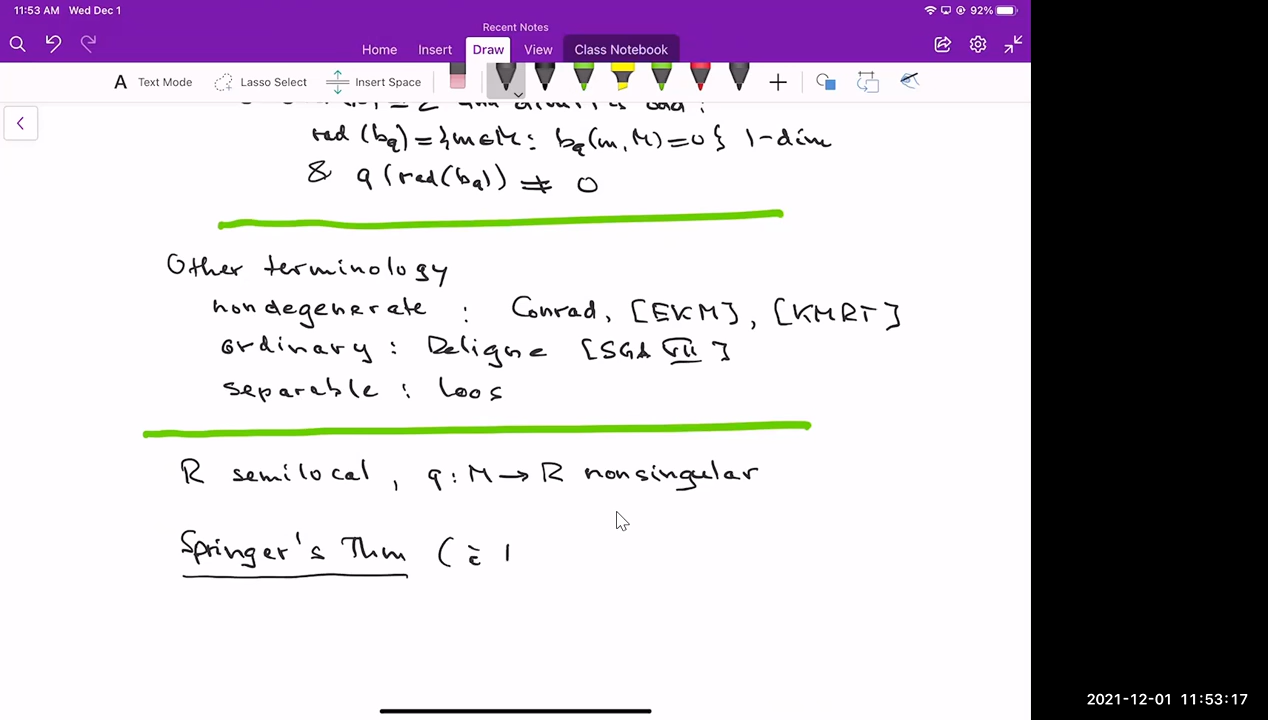 11:53 AM Wed Dec 1
92%
Recent Notes
Home Insert Draw View Class Notebook
Text Mode Lasso Select Insert Space
rad (bq) = {m∈M : bq(m, M) = 0} 1-dim
& q(rad(bq)) ≠ 0
Other terminology
nondegenerate : Conrad, [EKM], [KMRT]
ordinary : Deligne [SGA VII]
separable : Loos
R semilocal, q : M → R nonsingular
Springer's Thm (
2021-12-01 11:53:17